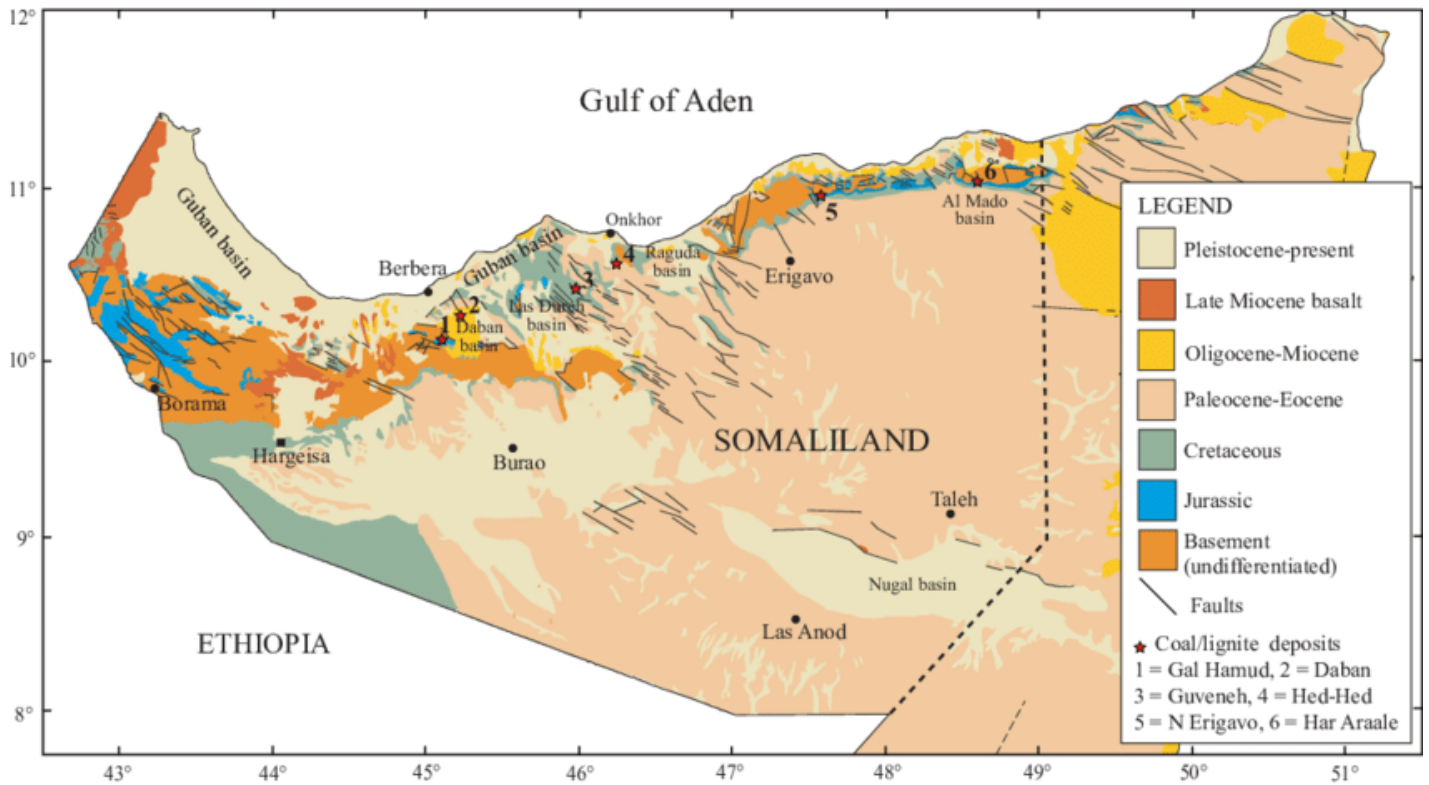 12°
11°
10°
9°
8°
43°
44°
45°
46°
47°
48°
49°
50°
51°
Gulf of Aden
Guban basin
Berbera
Guban basin
Onkhor
Raguda
basin
Las Dureh
basin
Daban
basin
1
2
3
4
5
6
Al Mado
basin
Erigavo
Borama
Hargeisa
Burao
SOMALILAND
Taleh
Nugal basin
Las Anod
ETHIOPIA
LEGEND
Pleistocene-present
Late Miocene basalt
Oligocene-Miocene
Paleocene-Eocene
Cretaceous
Jurassic
Basement
(undifferentiated)
Faults
Coal/lignite deposits
1 = Gal Hamud, 2 = Daban
3 = Guveneh, 4 = Hed-Hed
5 = N Erigavo, 6 = Har Araale